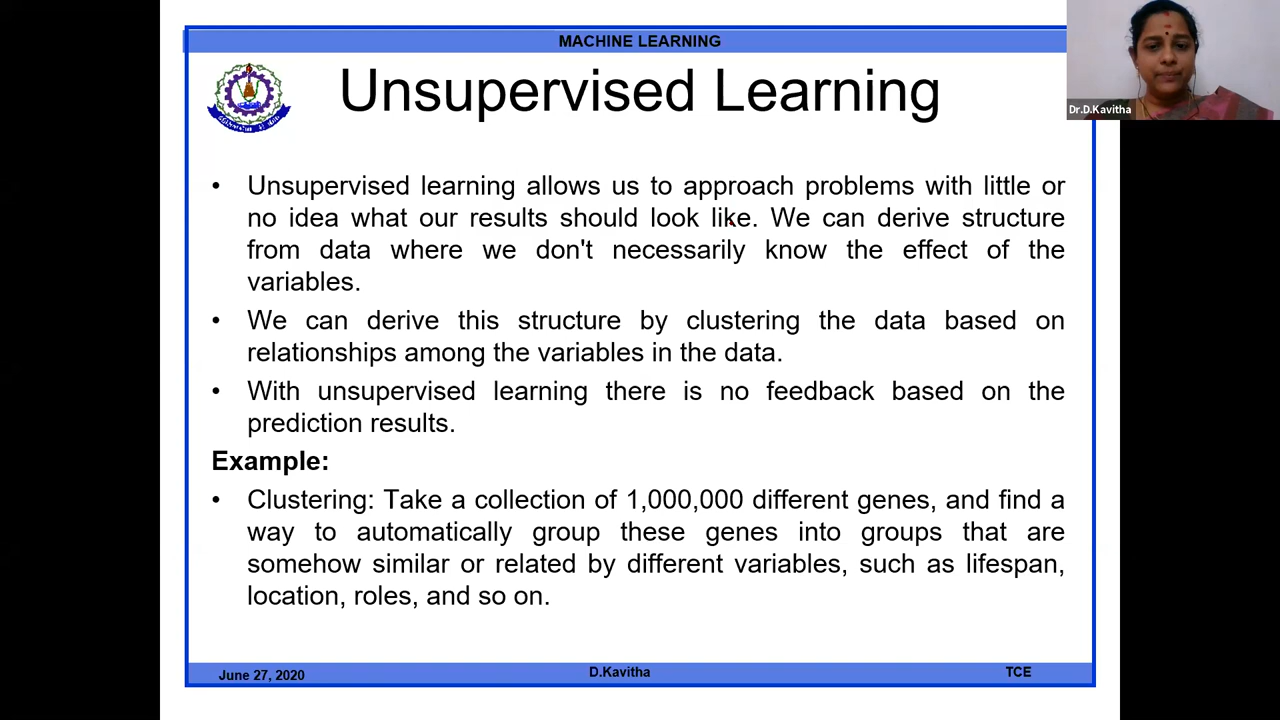 MACHINE LEARNING
Unsupervised Learning
Dr.D.Kavitha
• Unsupervised learning allows us to approach problems with little or
no idea what our results should look like. We can derive structure
from data where we don't necessarily know the effect of the
variables.
• We can derive this structure by clustering the data based on
relationships among the variables in the data.
• With unsupervised learning there is no feedback based on the
prediction results.
Example:
• Clustering: Take a collection of 1,000,000 different genes, and find a
way to automatically group these genes into groups that are
somehow similar or related by different variables, such as lifespan,
location, roles, and so on.
June 27, 2020
D.Kavitha
TCE